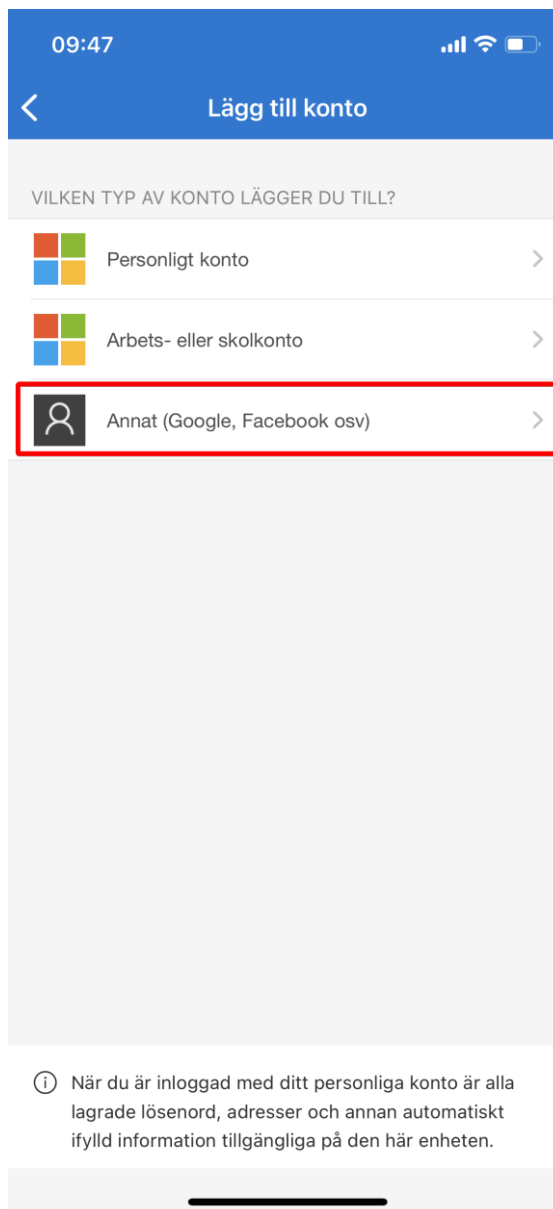 09:47
Lägg till konto
VILKEN TYP AV KONTO LÄGGER DU TILL?
Personligt konto
Arbets- eller skolkonto
Annat (Google, Facebook osv)
När du är inloggad med ditt personliga konto är alla
lagrade lösenord, adresser och annan automatiskt
ifylld information tillgängliga på den här enheten.